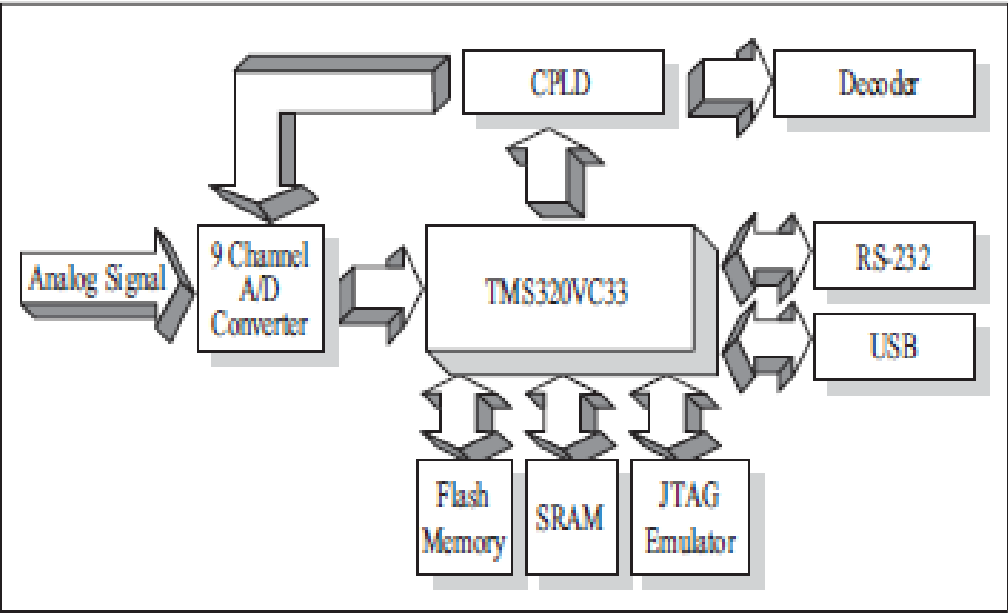 CPLD
Decoder
Analog Signal
9 Channel
A/D
Converter
TMS320VC33
RS-232
USB
Flash
Memory
SRAM
JTAG
Emulator